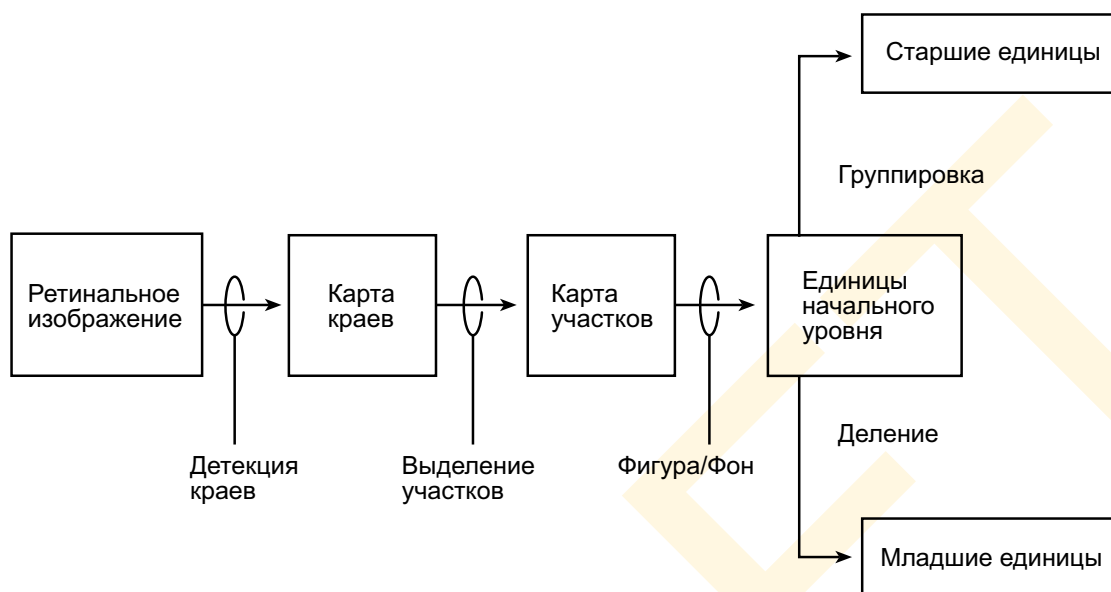 Старшие единицы
Группировка
Ретинальное
изображение
Карта
краев
Карта
участков
Единицы
начального
уровня
Детекция
краев
Выделение
участков
Фигура/Фон
Деление
Младшие единицы